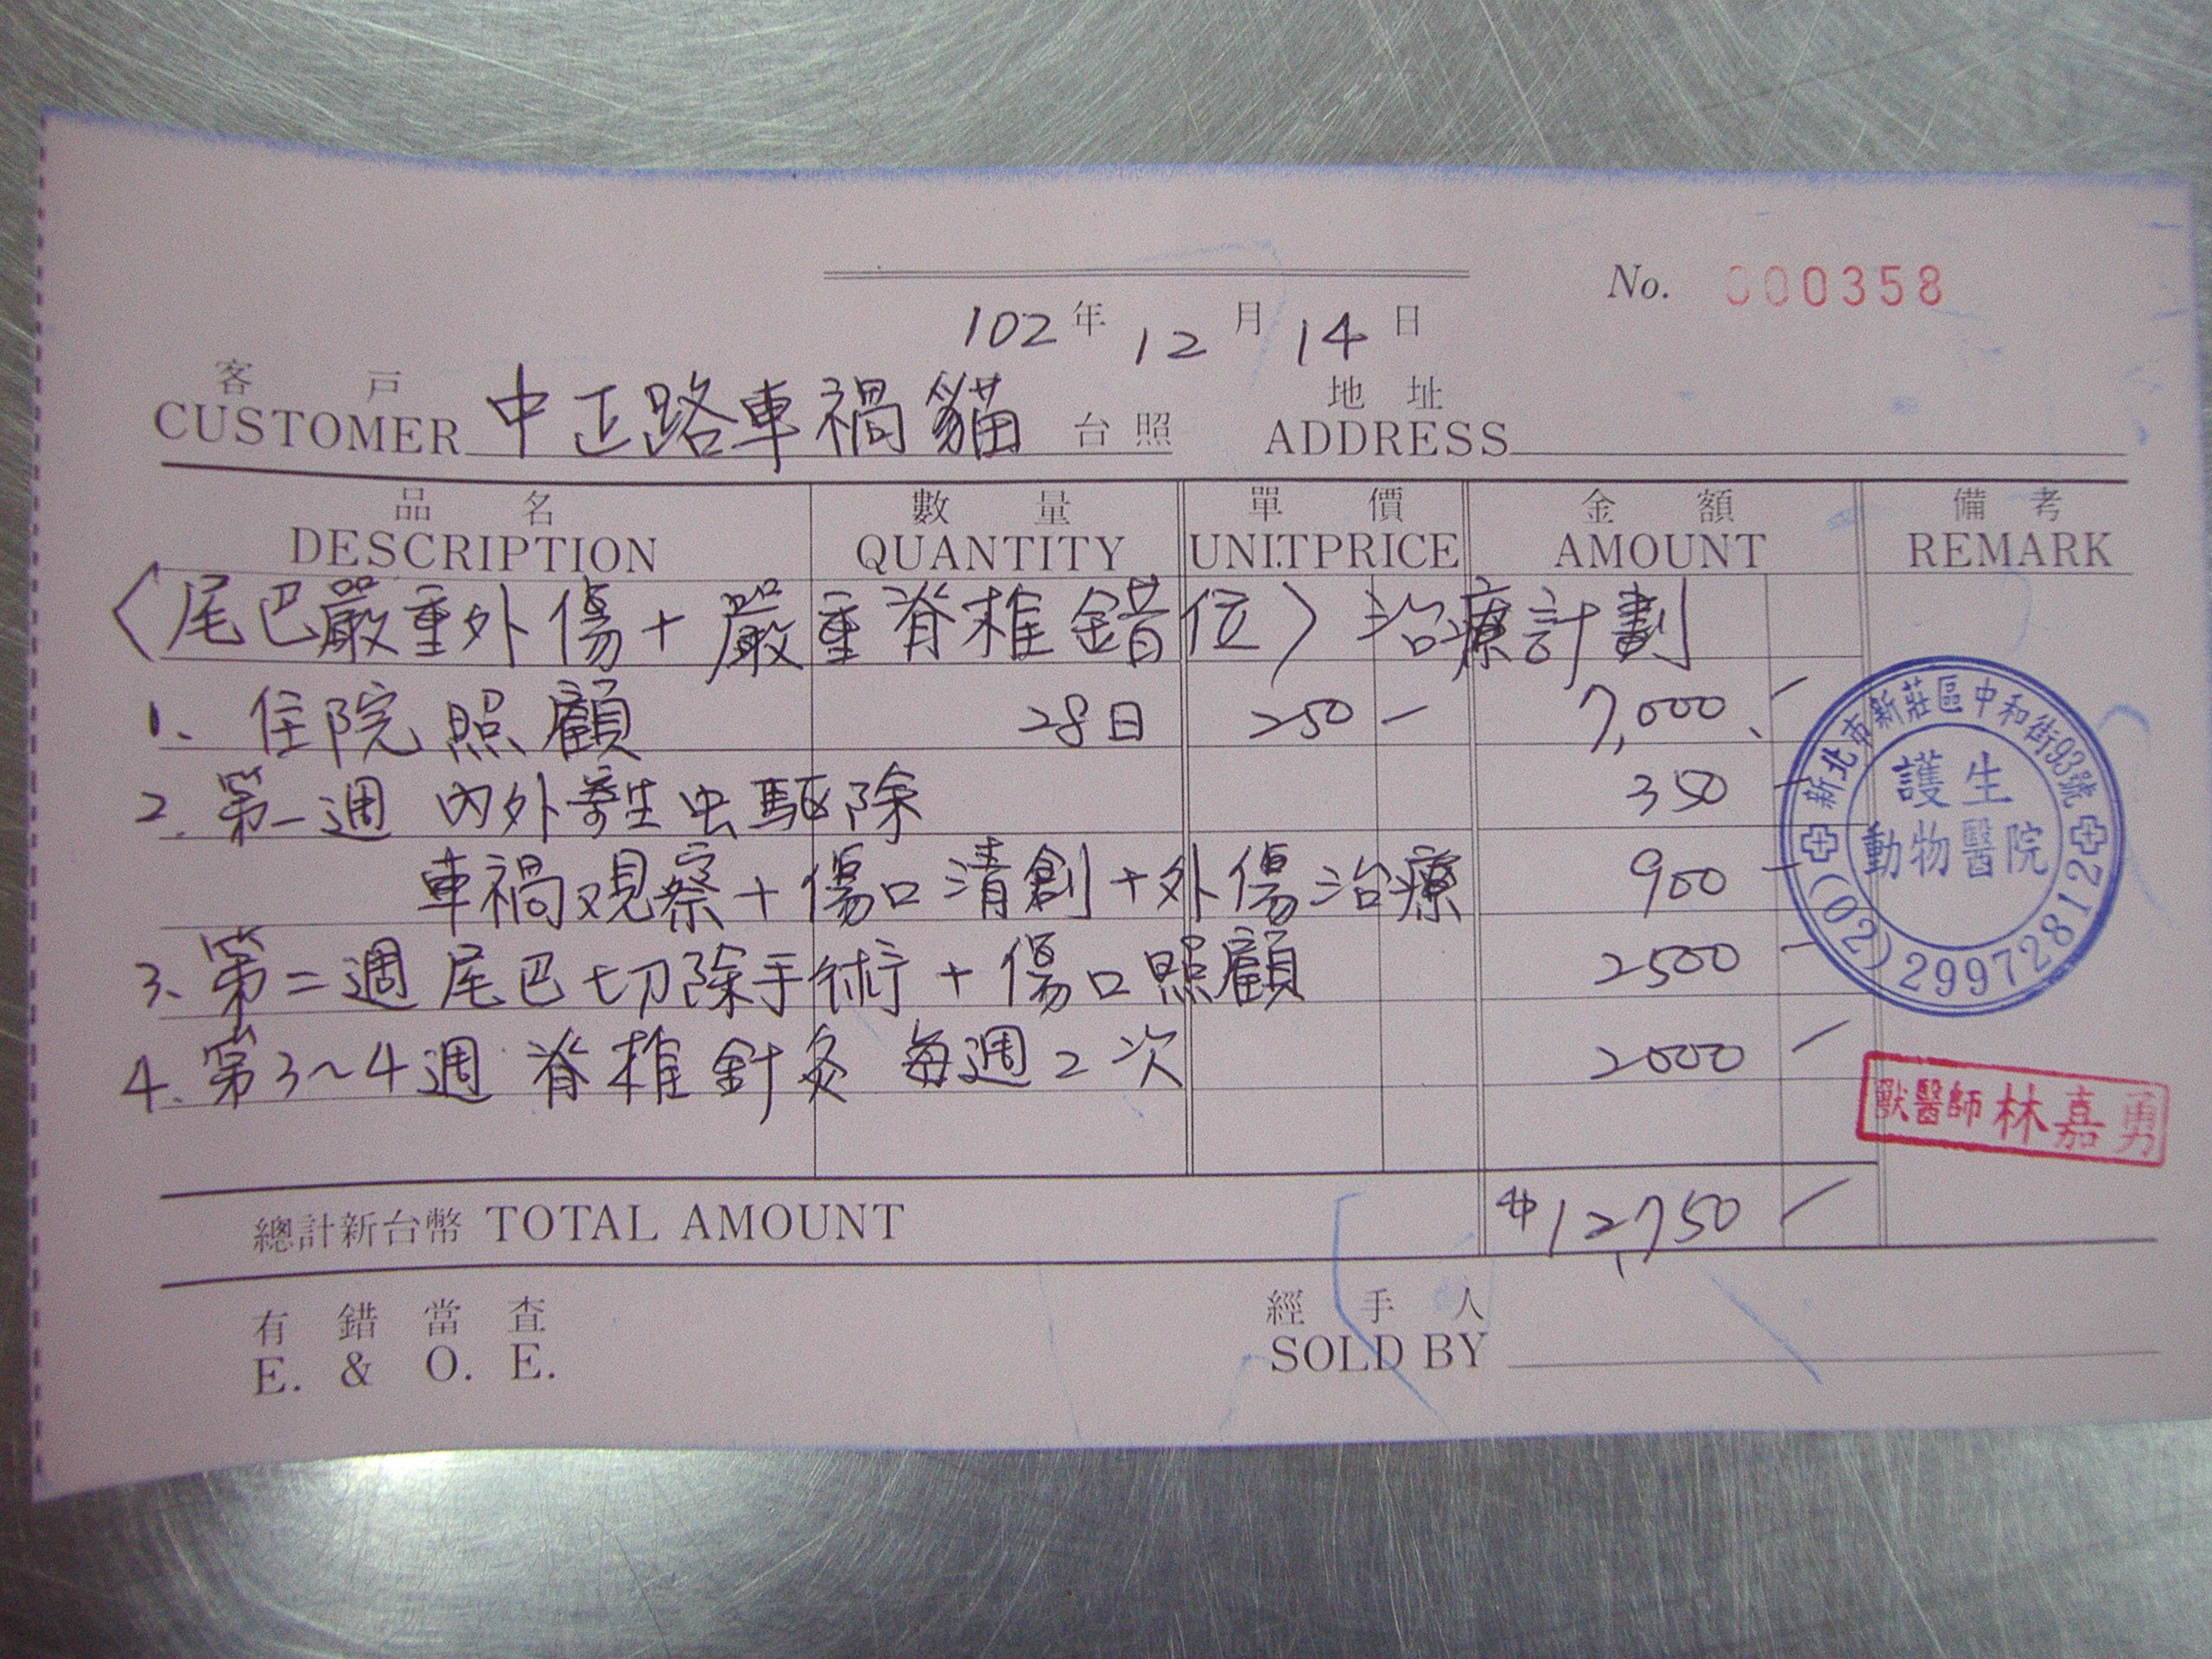 No. 000358
102年 12月 14日
客戶 地址
CUSTOMER 中正路車禍貓 台照 ADDRESS
品名 數量 單價 金額 備考
DESCRIPTION QUANTITY UNIT.PRICE AMOUNT REMARK
〈尾巴嚴重外傷+嚴重脊椎錯位〉治療計劃
1、住院照顧 28日 250- 7,000.-
2.第一週 內外寄生虫驅除 350-
車禍观察+傷口清創+外傷治療 900-
3、第二週 尾巴切除手術+傷口照顧 2500-
4.第3~4週 脊椎針灸 每週2次 2000-
新北市新莊區中和街93號
護生
動物醫院
(02)29972812
獸醫師林嘉勇
總計新台幣 TOTAL AMOUNT $12,750-
有錯當查 經手人
E. & O. E. SOLD BY